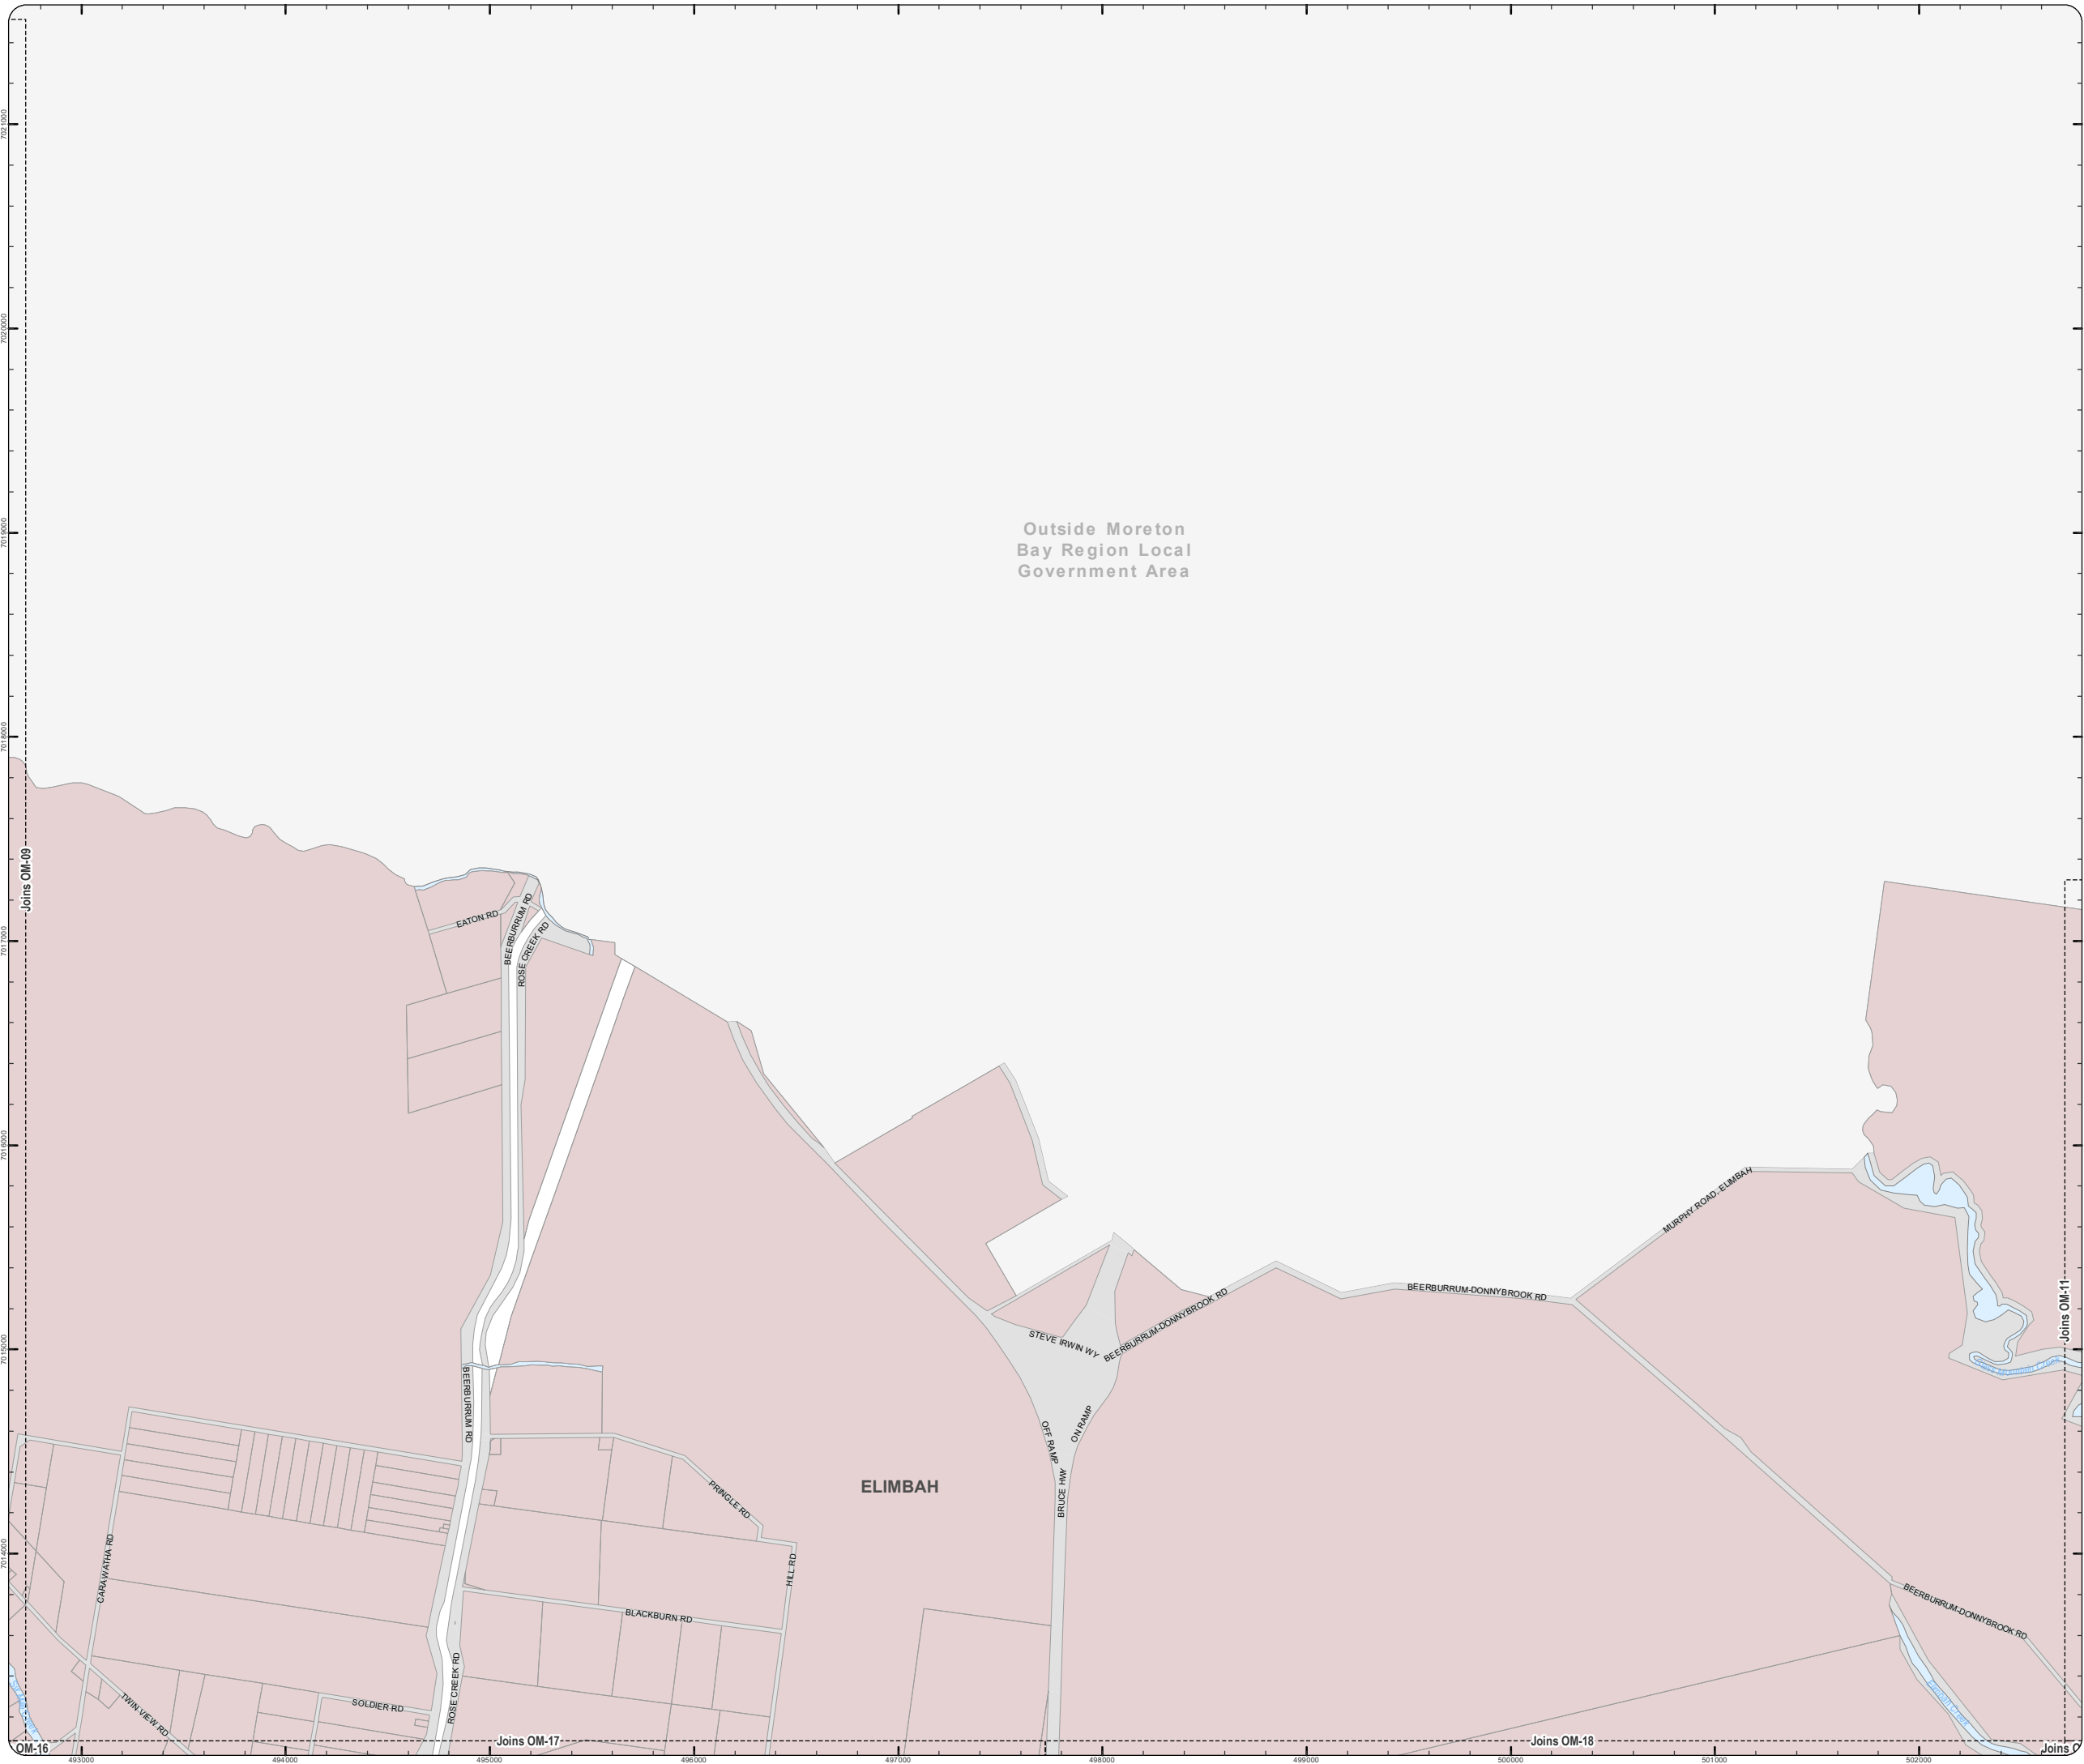 7021000
7020000
7019000
Outside Moreton
Bay Region Local
Government Area
7018000
Joins OM-09
7017000
EATON RD
BEERBURRUM RD
ROSE CREEK RD
7016000
MURPHY ROAD, ELIMBAH
7015000
BEERBURRUM-DONNYBROOK RD
BEERBURRUM-DONNYBROOK RD
STEVE IRWIN WY
Joins OM-11
BEERBURRUM RD
OFF RAMP
ON RAMP
ELIMBAH
BRUCE HWY
PRINGLE RD
7014000
CARAWATHA RD
HILL RD
BLACKBURN RD
BEERBURRUM-DONNYBROOK RD
ROSE CREEK RD
SOLDIER RD
TWIN VIEW RD
Elimbah Creek
OM-16
Joins OM-17
Joins OM-18
Joins O
493000
494000
495000
496000
497000
498000
499000
500000
501000
502000